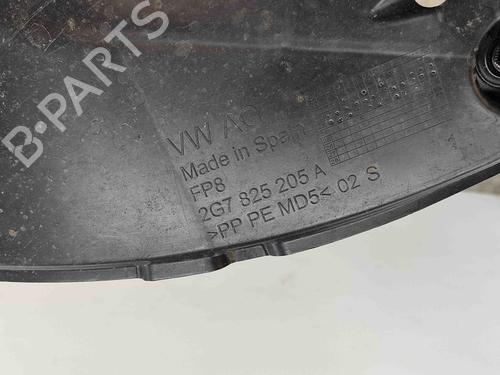 B-PARTS
VW AG
Made in Spain
FP8
2G7 825 205 A
>PP PE MD5< 02 S